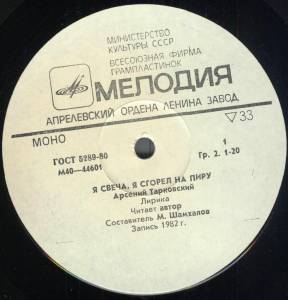 МИНИСТЕРСТВО
КУЛЬТУРЫ СССР
ВСЕСОЮЗНАЯ ФИРМА
ГРАМПЛАСТИНОК
МЕЛОДИЯ
АПРЕЛЕВСКИЙ ОРДЕНА ЛЕНИНА ЗАВОД
МОНО
33
ГОСТ 5289-80
М40-44601
1
Гр. 2. 1-20
Я СВЕЧА, Я СГОРЕЛ НА ПИРУ
Арсений Тарковский
Лирика
Читает автор
Составитель М. Шамхалов
Запись 1982 г.